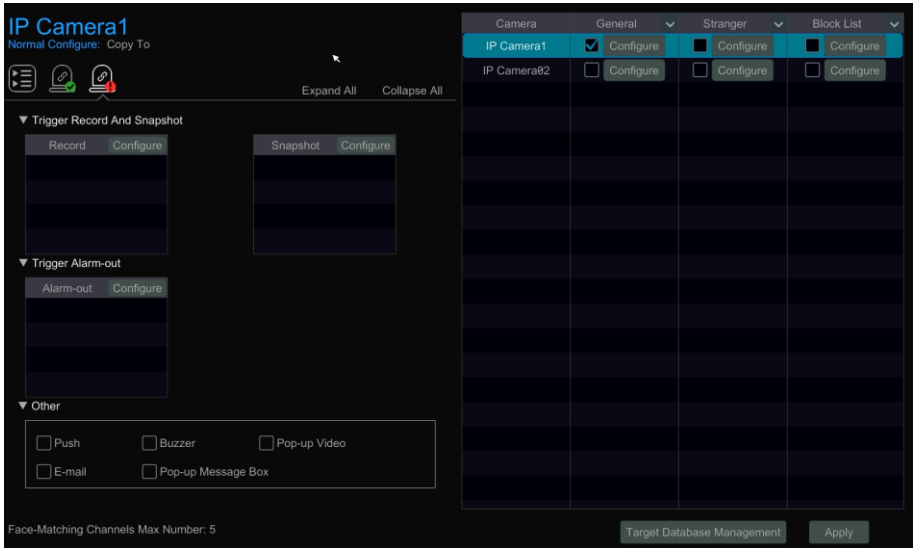 IP Camera1
Normal Configure: Copy To
Expand All Collapse All
Trigger Record And Snapshot
Record Configure Snapshot Configure
Trigger Alarm-out
Alarm-out Configure
Other
Push Buzzer Pop-up Video
E-mail Pop-up Message Box
Face-Matching Channels Max Number: 5
Camera General Stranger Block List
IP Camera1 Configure Configure Configure
IP Camera02 Configure Configure Configure
Target Database Management Apply